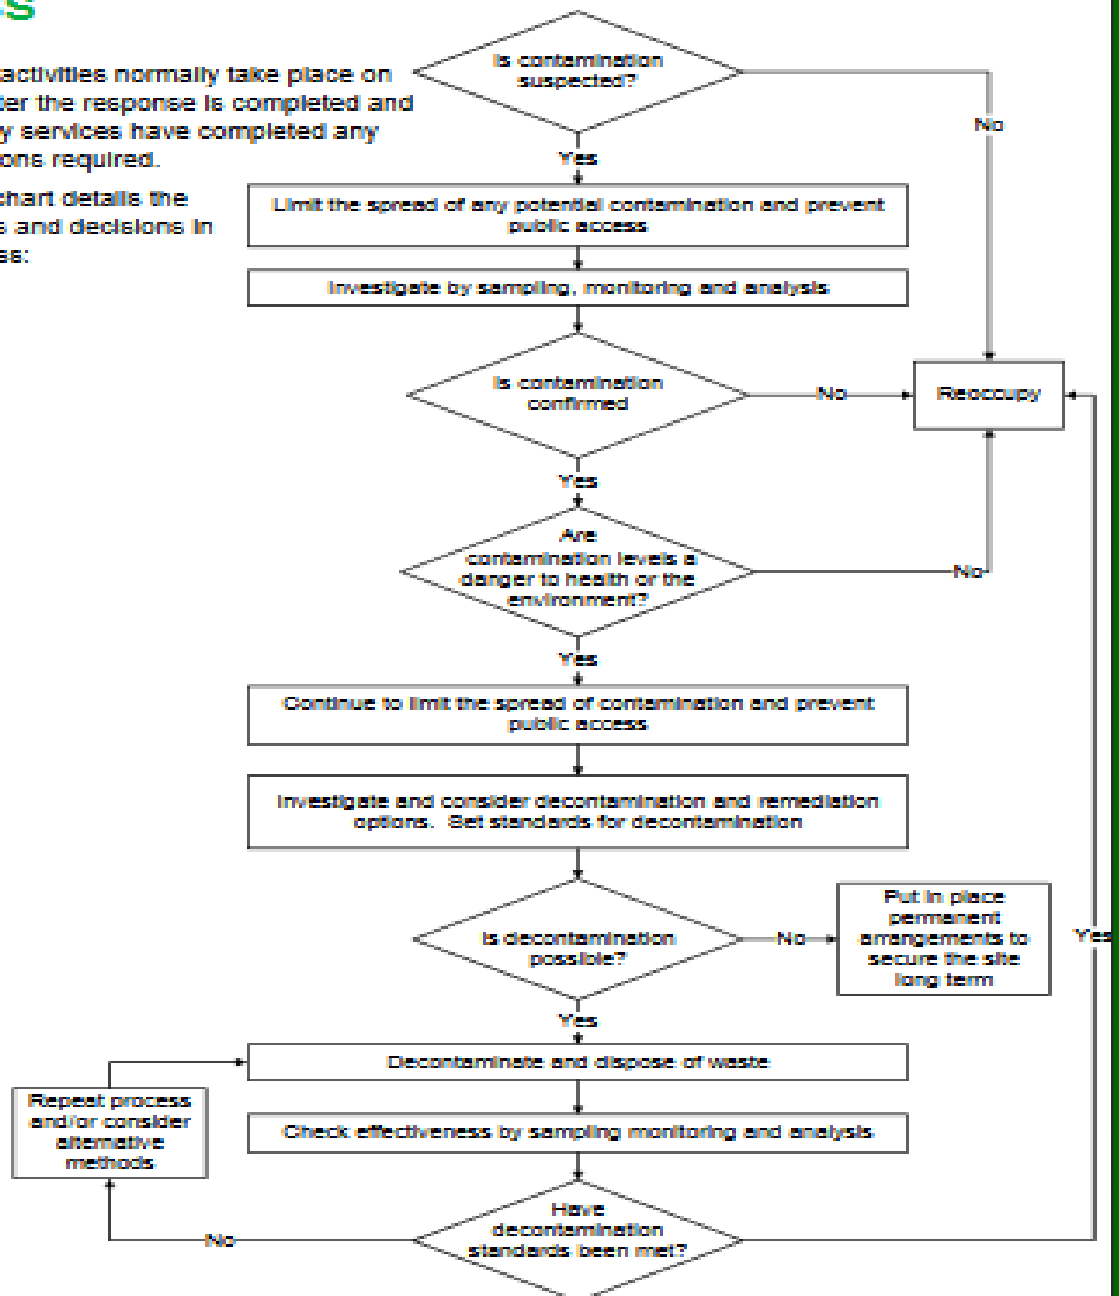 s
activities normally take place on
ter the response is completed and
y services have completed any
ons required.
chart details the
s and decisions in
ss:
Is contamination
suspected?
No
Yes
Limit the spread of any potential contamination and prevent
public access
Investigate by sampling, monitoring and analysis
Is contamination
confirmed
No
Reoccupy
Yes
Are
contamination levels a
danger to health or the
environment?
No
Yes
Continue to limit the spread of contamination and prevent
public access
Investigate and consider decontamination and remediation
options. Set standards for decontamination
Is decontamination
possible?
No
Put in place
permanent
arrangements to
secure the site
long term
Yes
Yes
Decontaminate and dispose of waste
Repeat process
and/or consider
alternative
methods
Check effectiveness by sampling monitoring and analysis
Have
decontamination
standards been met?
No